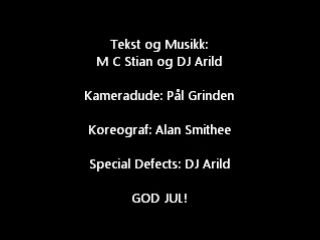 Tekst og Musikk:
M C Stian og DJ Arild
Kameradude: Pål Grinden
Koreograf: Alan Smithee
Special Defects: DJ Arild
GOD JUL!